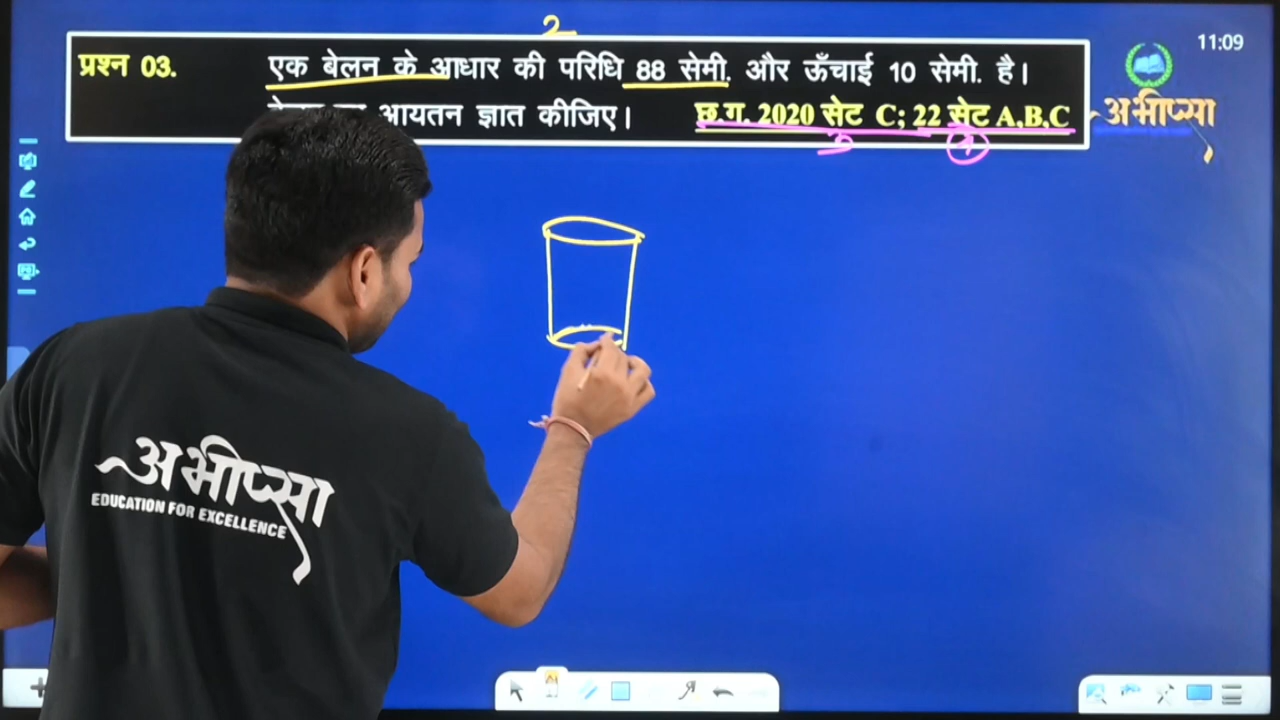 2
11:09
प्रश्न 03. एक बेलन के आधार की परिधि 88 सेमी. और ऊँचाई 10 सेमी. है।
आयतन ज्ञात कीजिए। छ.ग. 2020 सेट C; 22 सेट A,B,C
अभीप्सा
अभीप्सा
EDUCATION FOR EXCELLENCE